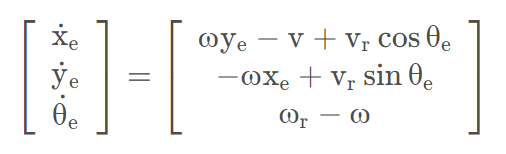 ẋₑ = ωyₑ − v + vᵣ cos θₑ
ẏₑ = −ωxₑ + vᵣ sin θₑ
θ̇ₑ = ωᵣ − ω